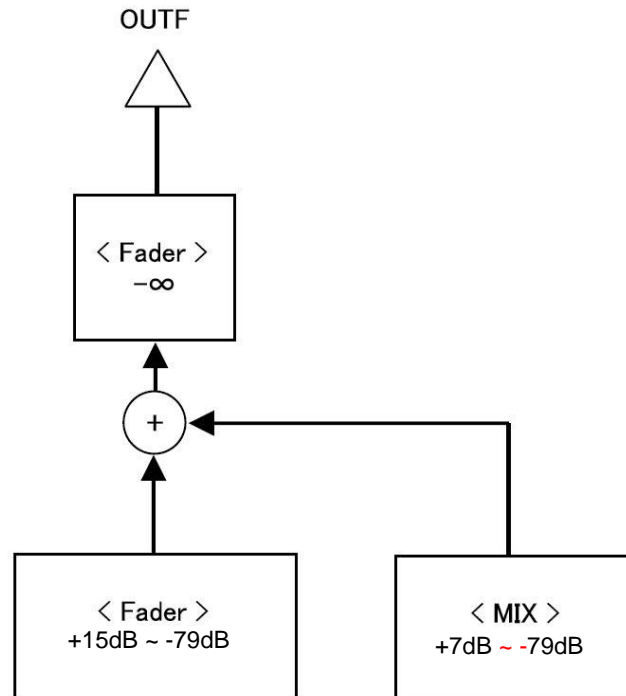 OUTF
< Fader >
-∞
+
< Fader >
+15dB ~ -79dB
< MIX >
+7dB ~ -79dB